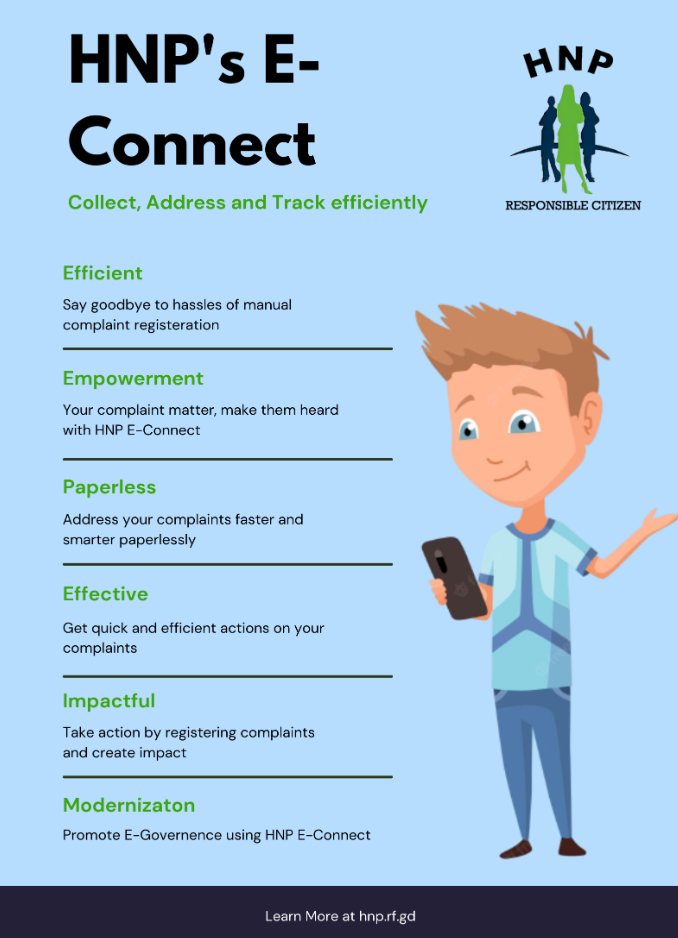 HNP's E-
Connect
HNP
RESPONSIBLE CITIZEN
Collect, Address and Track efficiently
Efficient
Say goodbye to hassles of manual
complaint registeration
Empowerment
Your complaint matter, make them heard
with HNP E-Connect
Paperless
Address your complaints faster and
smarter paperlessly
Effective
Get quick and efficient actions on your
complaints
Impactful
Take action by registering complaints
and create impact
Modernizaton
Promote E-Governence using HNP E-Connect
Learn More at hnp.rf.gd